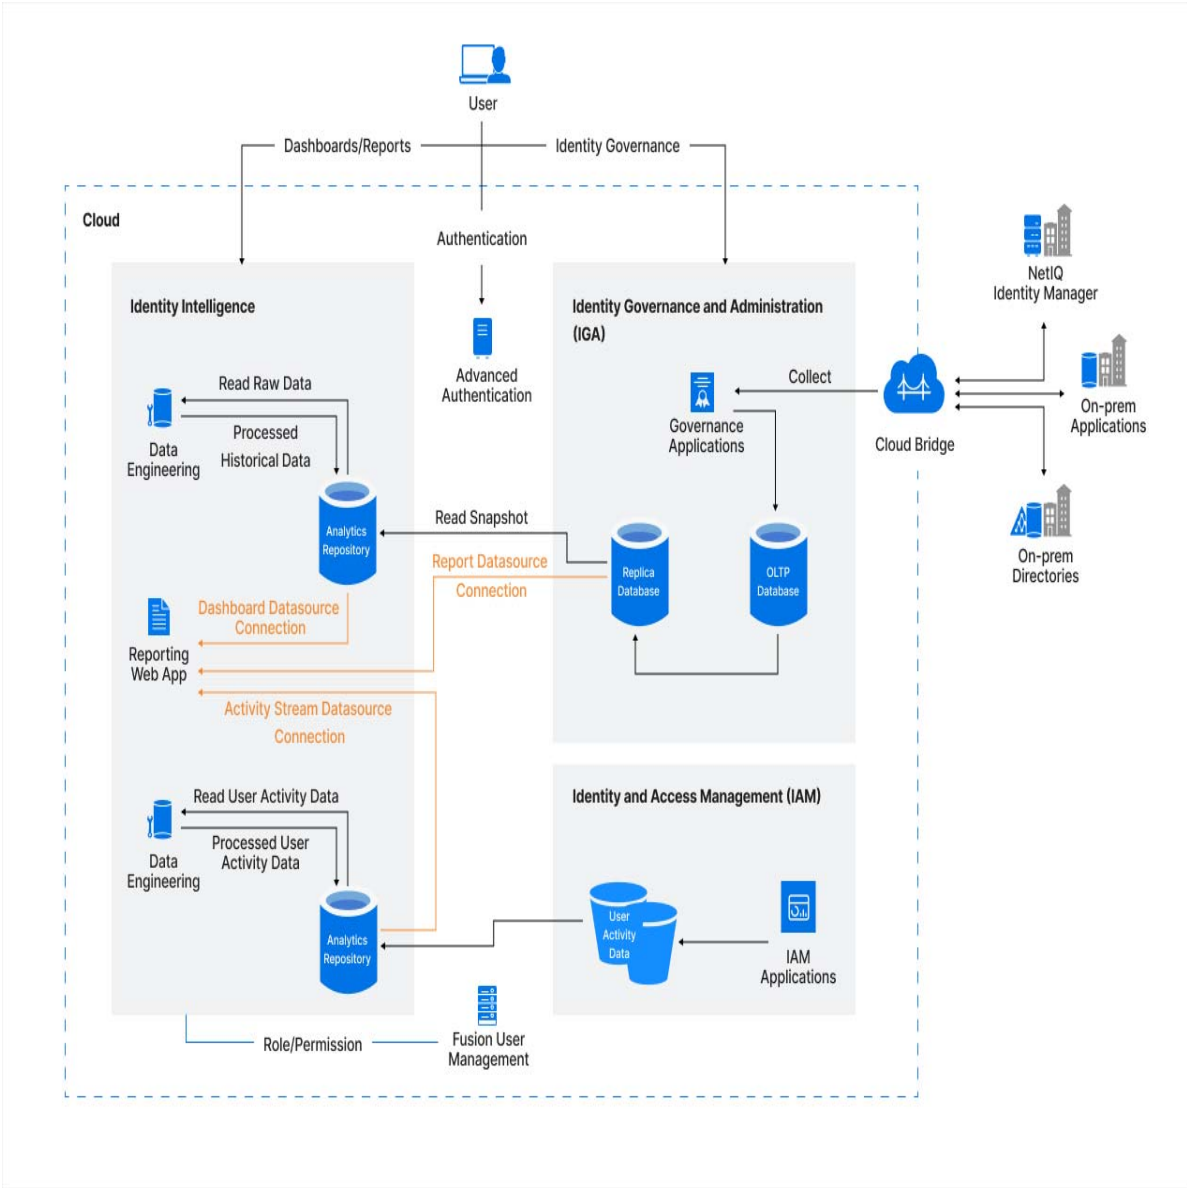 User
Dashboards/Reports
Identity Governance
Cloud
Authentication
NetIQ
Identity Manager
Identity Intelligence
Identity Governance and Administration
(IGA)
Advanced
Authentication
Read Raw Data
Processed
Historical Data
Data
Engineering
Collect
Governance
Applications
Cloud Bridge
On-prem
Applications
Analytics
Repository
Read Snapshot
Report Datasource
Connection
Replica
Database
OLTP
Database
On-prem
Directories
Dashboard Datasource
Connection
Reporting
Web App
Activity Stream Datasource
Connection
Read User Activity Data
Processed User
Activity Data
Data
Engineering
Analytics
Repository
Identity and Access Management (IAM)
User
Activity
Data
IAM
Applications
Role/Permission
Fusion User
Management